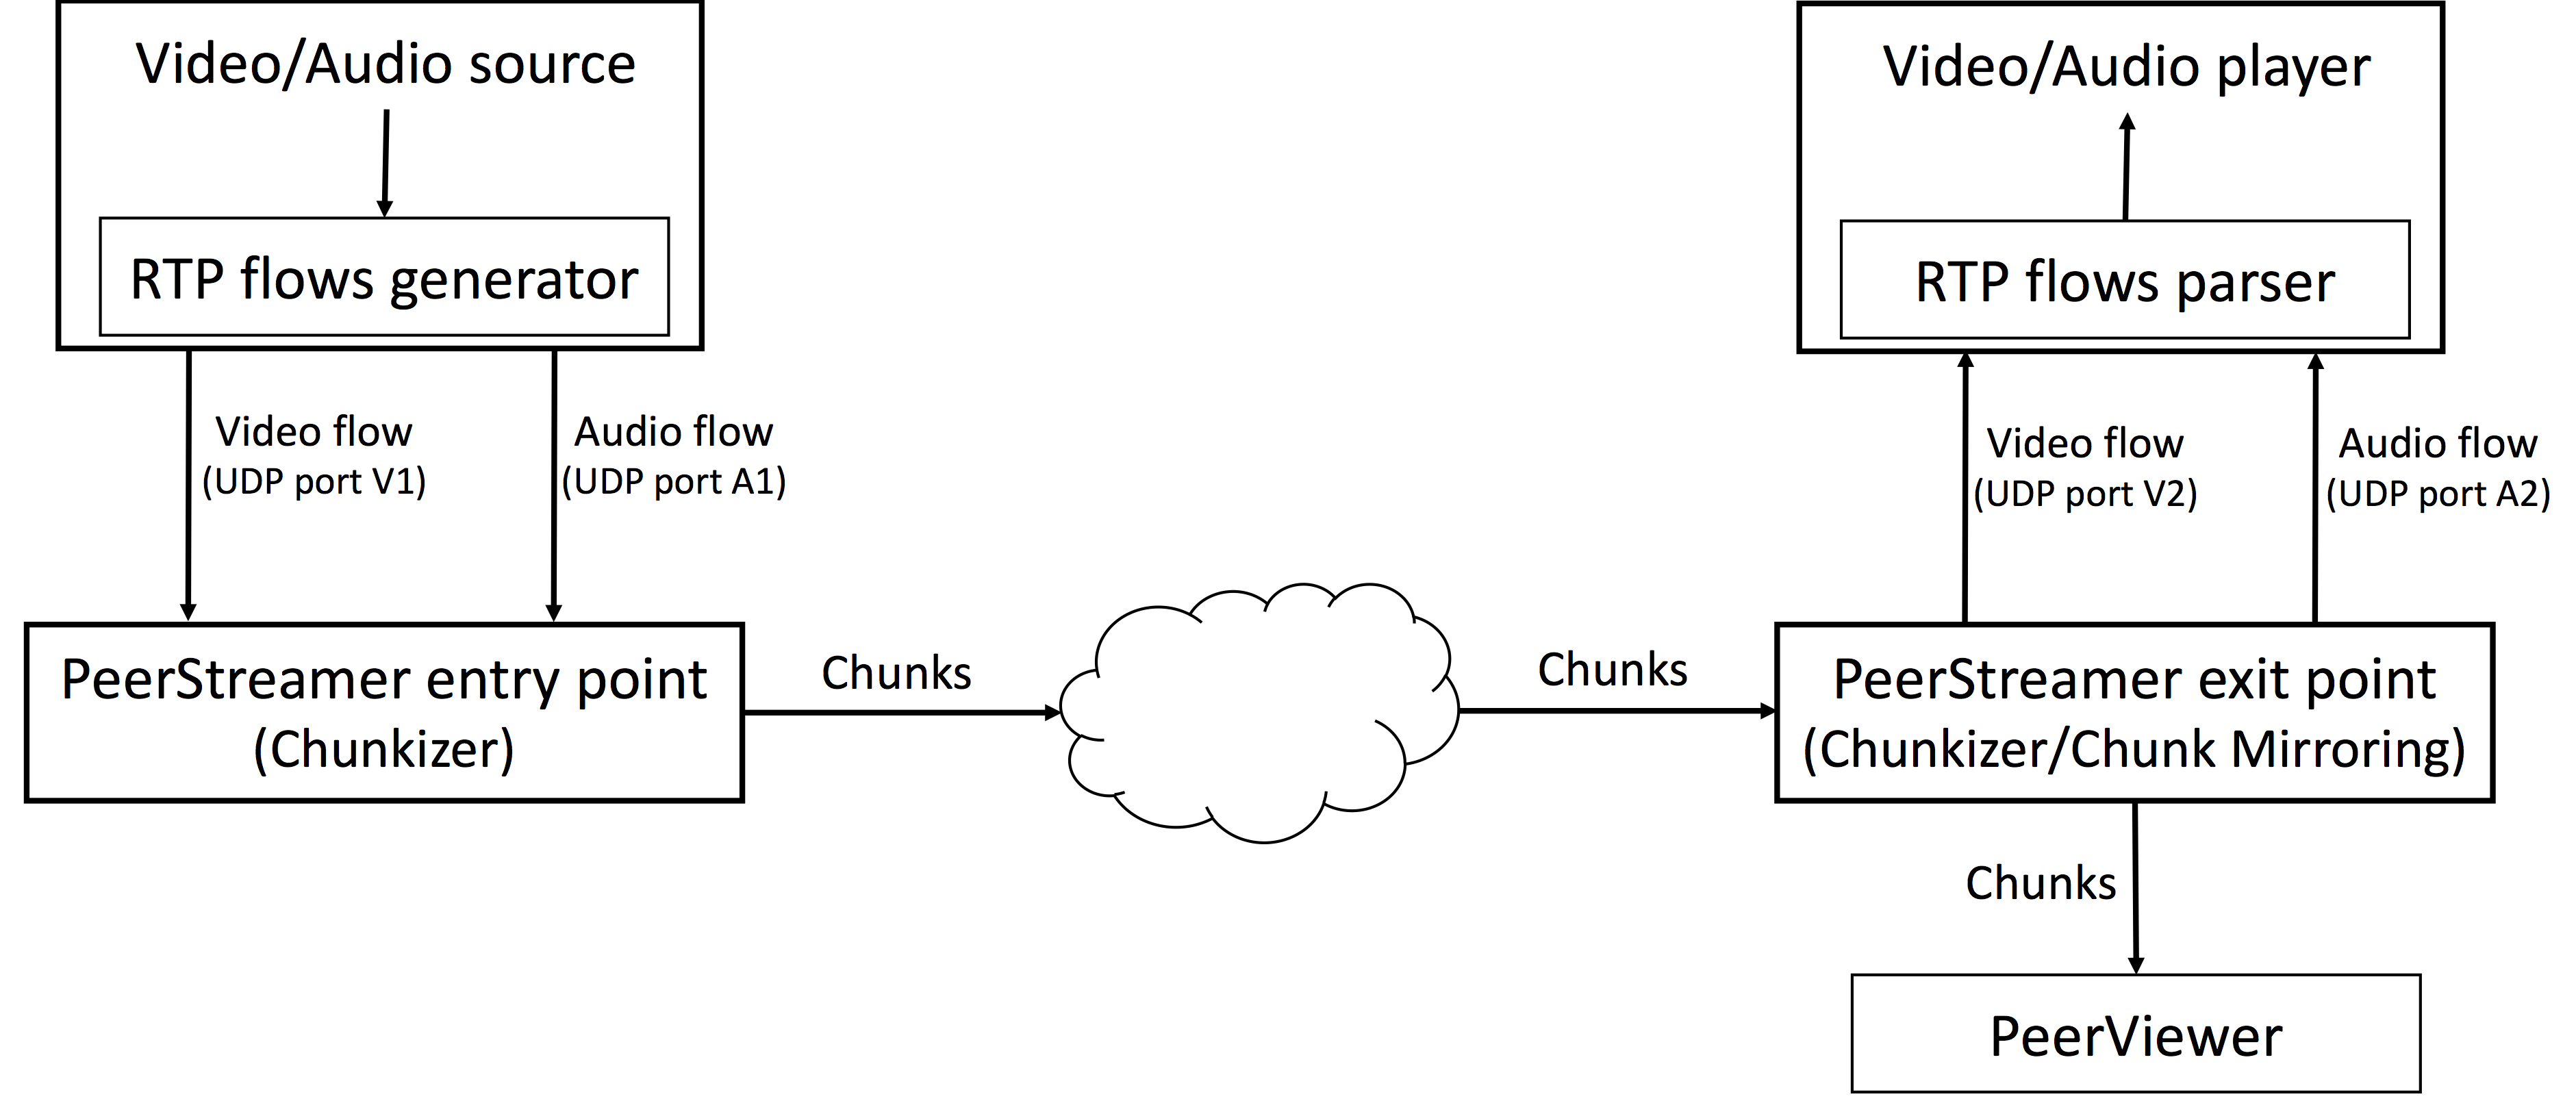 Video/Audio source
RTP flows generator
Video flow
(UDP port V1)
Audio flow
(UDP port A1)
PeerStreamer entry point
(Chunkizer)
Chunks
Chunks
Video/Audio player
RTP flows parser
Video flow
(UDP port V2)
Audio flow
(UDP port A2)
PeerStreamer exit point
(Chunkizer/Chunk Mirroring)
Chunks
PeerViewer